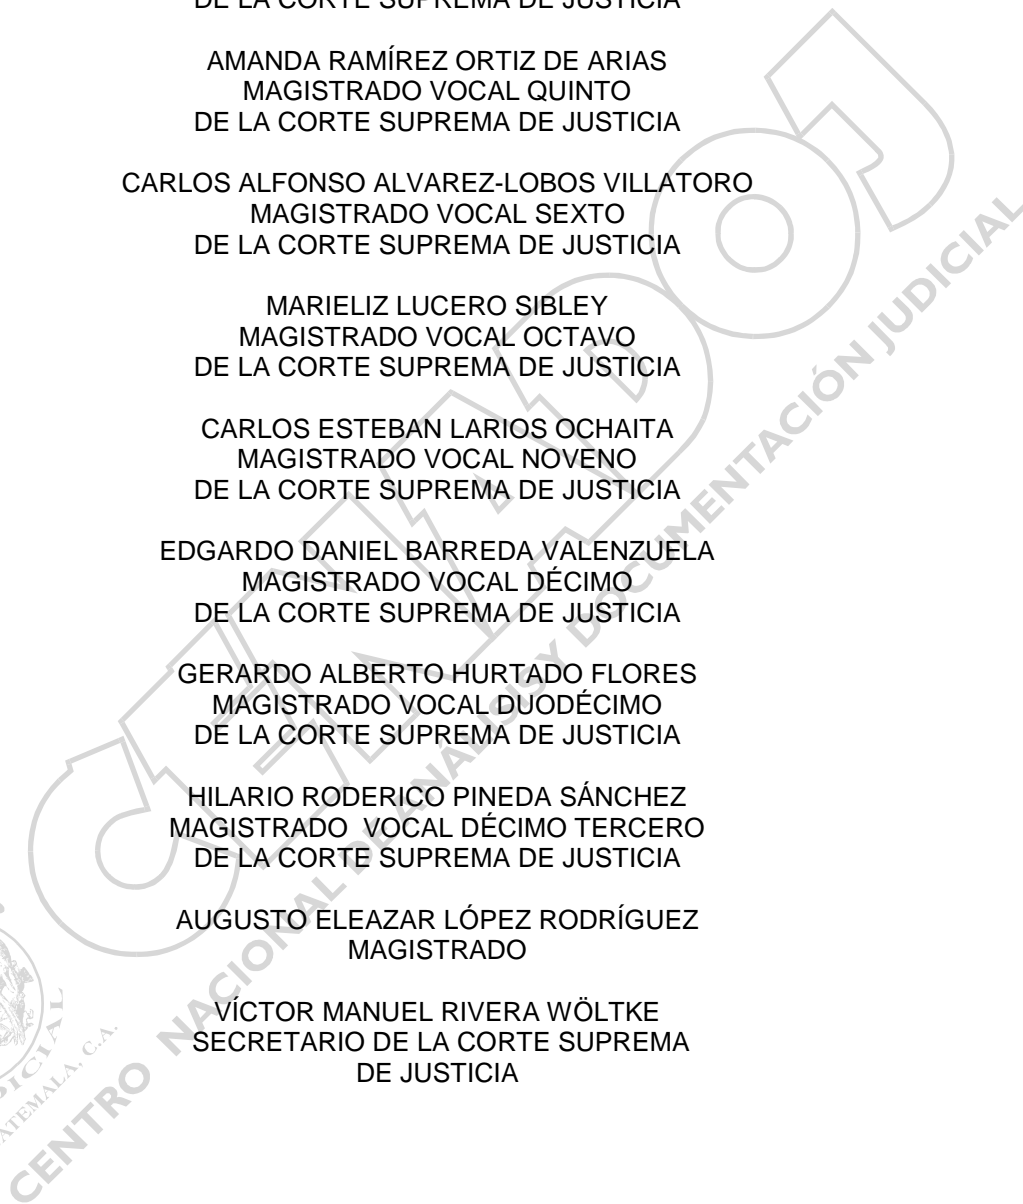 DE LA CORTE SUPREMA DE JUSTICIA
AMANDA RAMÍREZ ORTIZ DE ARIAS
MAGISTRADO VOCAL QUINTO
DE LA CORTE SUPREMA DE JUSTICIA
CARLOS ALFONSO ALVAREZ-LOBOS VILLATORO
MAGISTRADO VOCAL SEXTO
DE LA CORTE SUPREMA DE JUSTICIA
MARIELIZ LUCERO SIBLEY
MAGISTRADO VOCAL OCTAVO
DE LA CORTE SUPREMA DE JUSTICIA
CARLOS ESTEBAN LARIOS OCHAITA
MAGISTRADO VOCAL NOVENO
DE LA CORTE SUPREMA DE JUSTICIA
EDGARDO DANIEL BARREDA VALENZUELA
MAGISTRADO VOCAL DÉCIMO
DE LA CORTE SUPREMA DE JUSTICIA
GERARDO ALBERTO HURTADO FLORES
MAGISTRADO VOCAL DUODÉCIMO
DE LA CORTE SUPREMA DE JUSTICIA
HILARIO RODERICO PINEDA SÁNCHEZ
MAGISTRADO VOCAL DÉCIMO TERCERO
DE LA CORTE SUPREMA DE JUSTICIA
AUGUSTO ELEAZAR LÓPEZ RODRÍGUEZ
MAGISTRADO
VÍCTOR MANUEL RIVERA WÖLTKE
SECRETARIO DE LA CORTE SUPREMA
DE JUSTICIA
CENADOJ
CENTRO NACIONAL DE ANÁLISIS Y DOCUMENTACIÓN JUDICIAL
C.A.